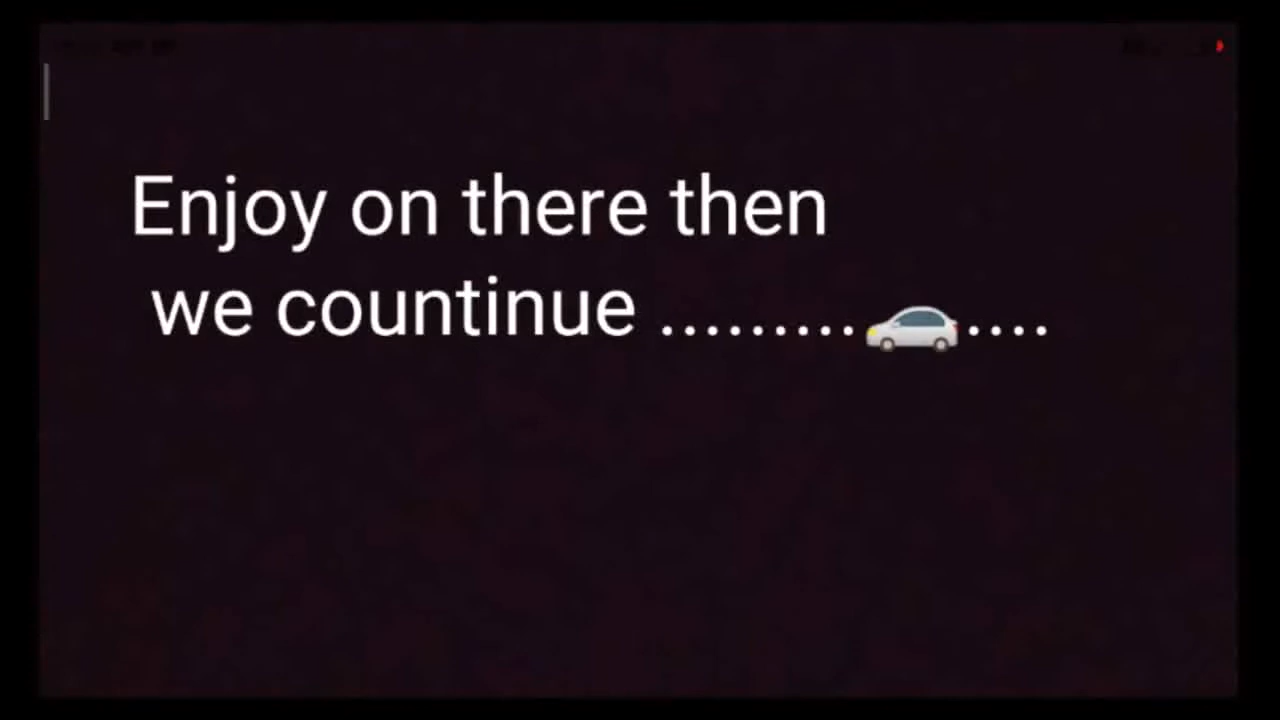 Enjoy on there then
we countinue .........🚗....